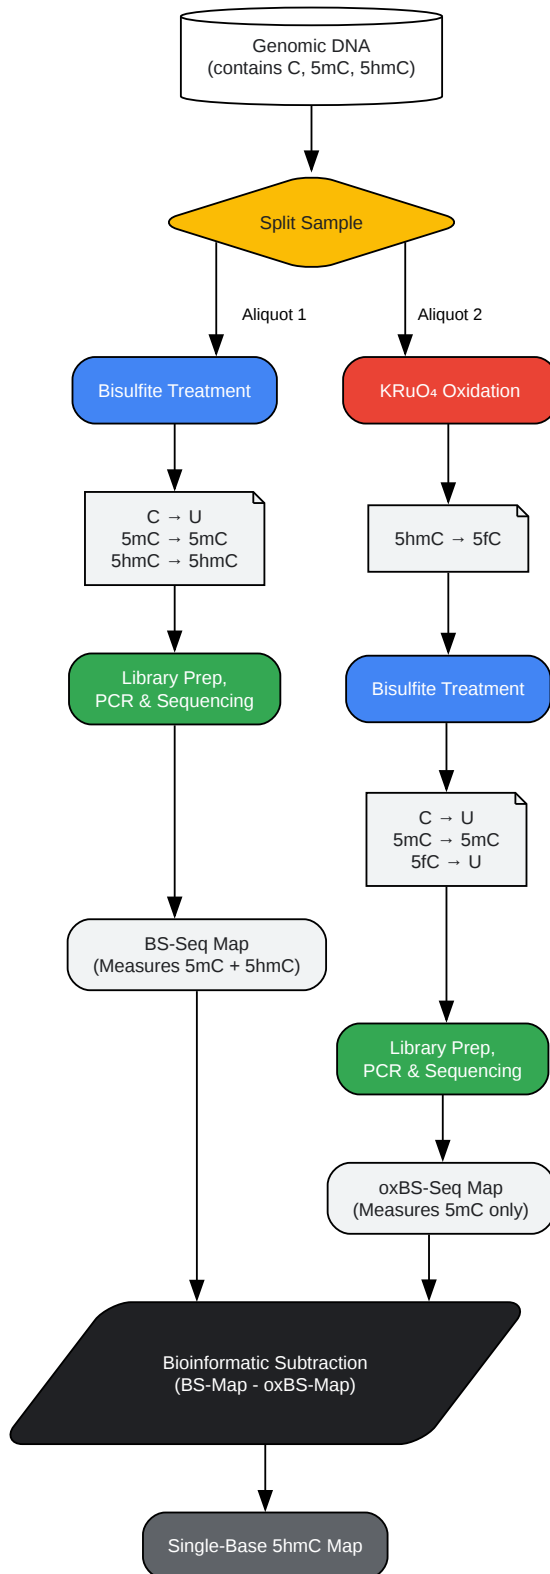 Genomic DNA
(contains C, 5mC, 5hmC)
Split Sample
Aliquot 1
Aliquot 2
Bisulfite Treatment
KRuO₄ Oxidation
C → U
5mC → 5mC
5hmC → 5hmC
5hmC → 5fC
Library Prep,
PCR & Sequencing
Bisulfite Treatment
C → U
5mC → 5mC
5fC → U
BS-Seq Map
(Measures 5mC + 5hmC)
Library Prep,
PCR & Sequencing
oxBS-Seq Map
(Measures 5mC only)
Bioinformatic Subtraction
(BS-Map - oxBS-Map)
Single-Base 5hmC Map